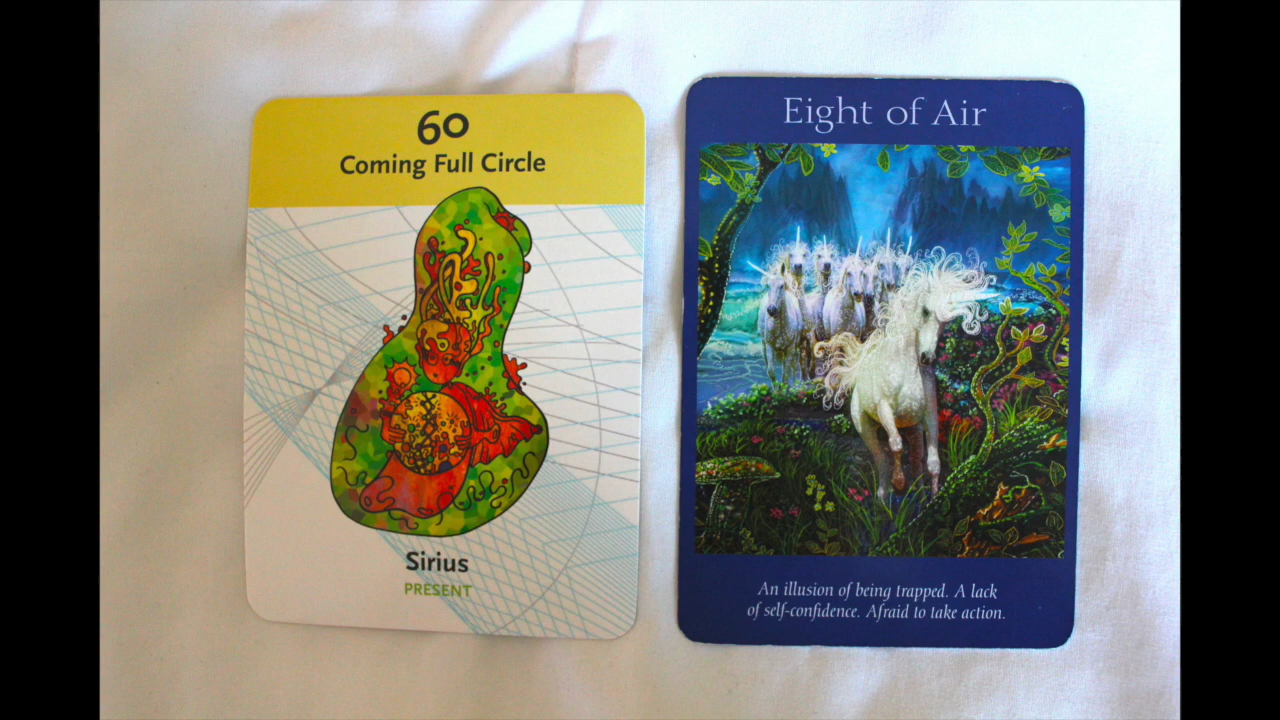 60
Coming Full Circle
Sirius
PRESENT
Eight of Air
An illusion of being trapped. A lack
of self-confidence. Afraid to take action.